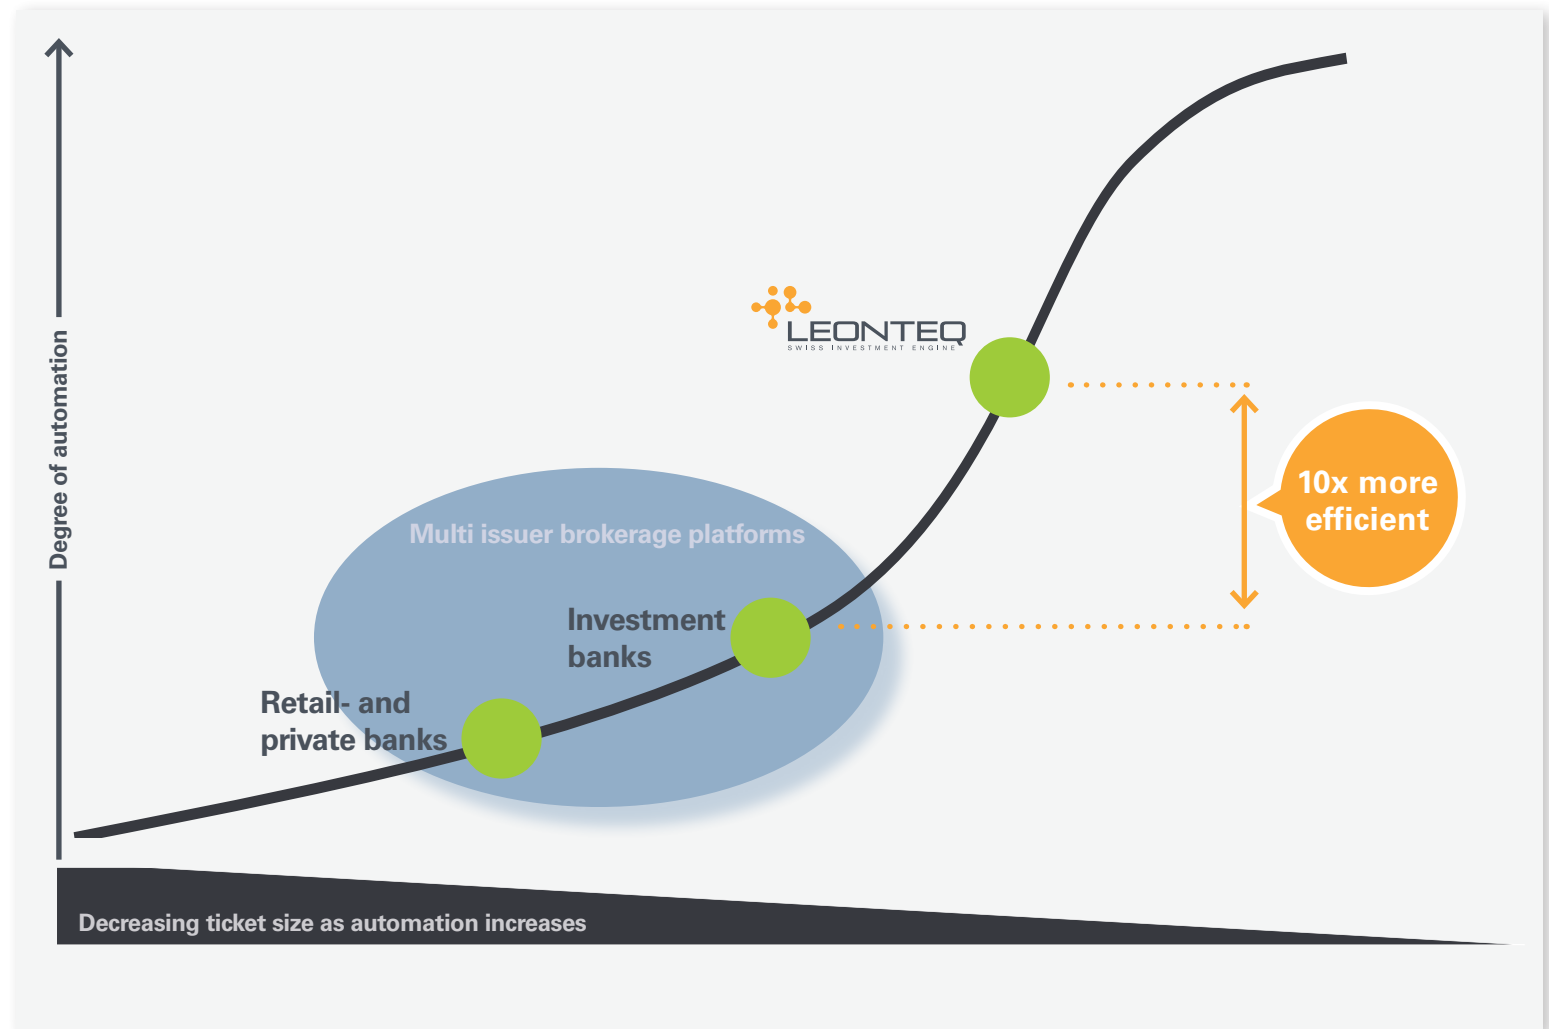 LEONTEQ
SWISS INVESTMENT ENGINE
Degree of automation
10x more
efficient
Multi issuer brokerage platforms
Investment
banks
Retail- and
private banks
Decreasing ticket size as automation increases